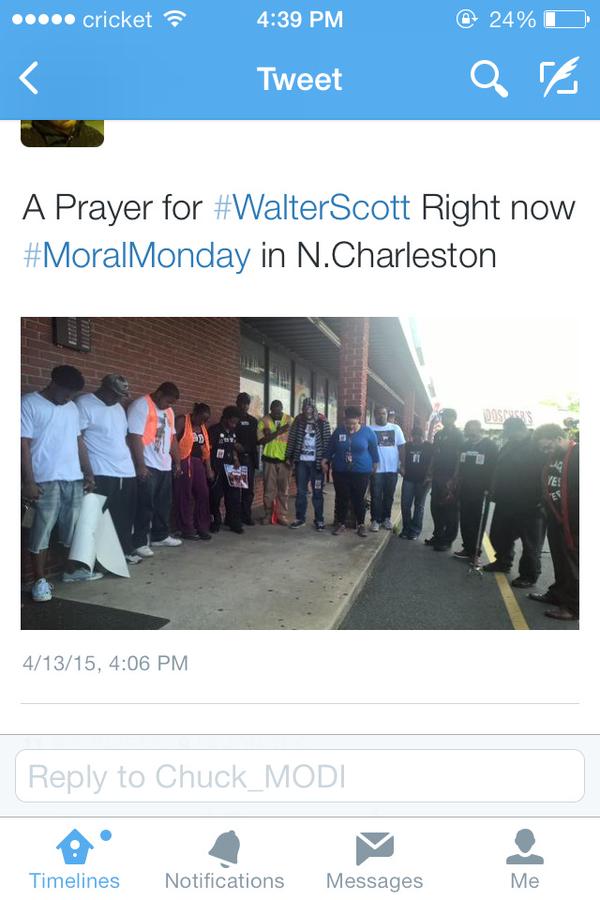 cricket 4:39 PM 24%
Tweet
A Prayer for #WalterScott Right now
#MoralMonday in N.Charleston
DOSCHER'S
4/13/15, 4:06 PM
Reply to Chuck_MODI
Timelines Notifications Messages Me